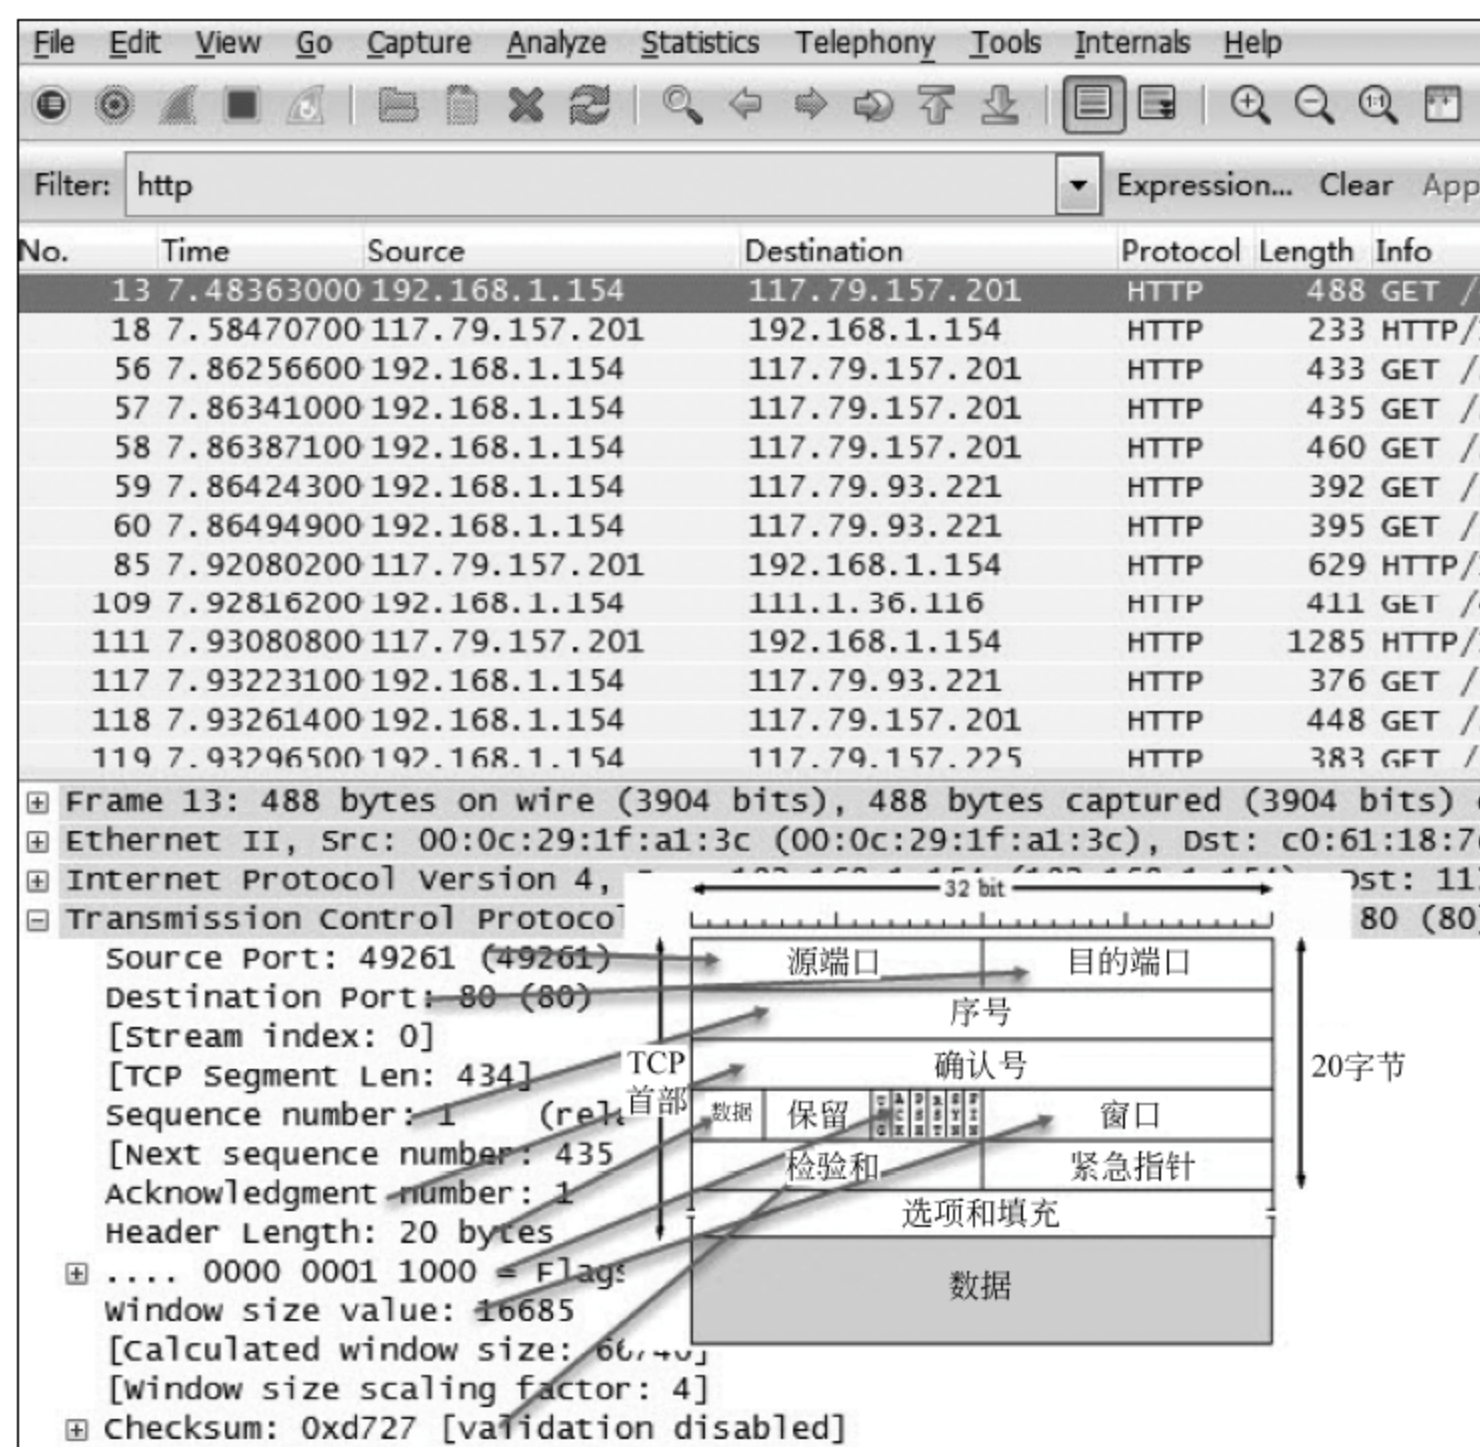 File Edit View Go Capture Analyze Statistics Telephony Tools Internals Help
Filter: http Expression... Clear App
No. Time Source Destination Protocol Length Info
13 7.48363000 192.168.1.154 117.79.157.201 HTTP 488 GET /
18 7.58470700 117.79.157.201 192.168.1.154 HTTP 233 HTTP/
56 7.86256600 192.168.1.154 117.79.157.201 HTTP 433 GET /
57 7.86341000 192.168.1.154 117.79.157.201 HTTP 435 GET /
58 7.86387100 192.168.1.154 117.79.157.201 HTTP 460 GET /
59 7.86424300 192.168.1.154 117.79.93.221 HTTP 392 GET /
60 7.86494900 192.168.1.154 117.79.93.221 HTTP 395 GET /
85 7.92080200 117.79.157.201 192.168.1.154 HTTP 629 HTTP/
109 7.92816200 192.168.1.154 111.1.36.116 HTTP 411 GET /
111 7.93080800 117.79.157.201 192.168.1.154 HTTP 1285 HTTP/
117 7.93223100 192.168.1.154 117.79.93.221 HTTP 376 GET /
118 7.93261400 192.168.1.154 117.79.157.201 HTTP 448 GET /
119 7.93296500 192.168.1.154 117.79.157.225 HTTP 383 GET /
Frame 13: 488 bytes on wire (3904 bits), 488 bytes captured (3904 bits)
Ethernet II, Src: 00:0c:29:1f:a1:3c (00:0c:29:1f:a1:3c), Dst: c0:61:18:7
Internet Protocol Version 4, Dst: 11
Transmission Control Protoco 80 (80)
Source Port: 49261 (49261)
Destination Port: 80 (80)
[Stream index: 0]
[TCP Segment Len: 434]
Sequence number: 1 (rela
[Next sequence number: 435
Acknowledgment number: 1
Header Length: 20 bytes
.... 0000 0001 1000 = Flags
Window size value: 16685
[Calculated window size: 66740]
[Window size scaling factor: 4]
Checksum: 0xd727 [validation disabled]
32 bit
源端口 目的端口
序号
确认号
数据 保留 URG ACK PSH RST SYN FIN 窗口
检验和 紧急指针
选项和填充
数据
TCP
首部
20字节